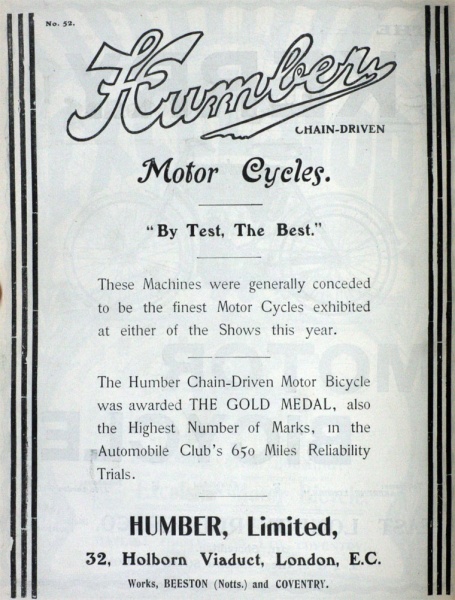 No. 52.
Humber
CHAIN-DRIVEN
Motor Cycles.
"By Test, The Best."
These Machines were generally conceded
to be the finest Motor Cycles exhibited
at either of the Shows this year.
The Humber Chain-Driven Motor Bicycle
was awarded THE GOLD MEDAL, also
the Highest Number of Marks, in the
Automobile Club's 650 Miles Reliability
Trials.
HUMBER, Limited,
32, Holborn Viaduct, London, E.C.
Works, BEESTON (Notts.) and COVENTRY.